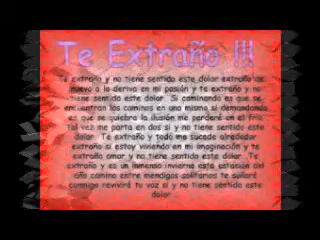 Te Extraño !!!
Te extraño y no tiene sentido este dolor extraño de
nuevo a la deriva en mi pasión y te extraño y no
tiene sentido este dolor. Si caminando es que se
encuentran los caminos en uno mismo si demandando
es que se quiebra la ilusión me perderé en el frío
tal vez me parta en dos si y no tiene sentido este
dolor. Te extraño y todo me sucede alrededor
extraño si estoy viviendo en mi imaginación y te
extraño amor y no tiene sentido este dolor .Te
extraño y es un inmenso invierno esta estación del
año camino entre mendigos solitarios te soñaré
conmigo revivirá tu voz si y no tiene sentido este
dolor...